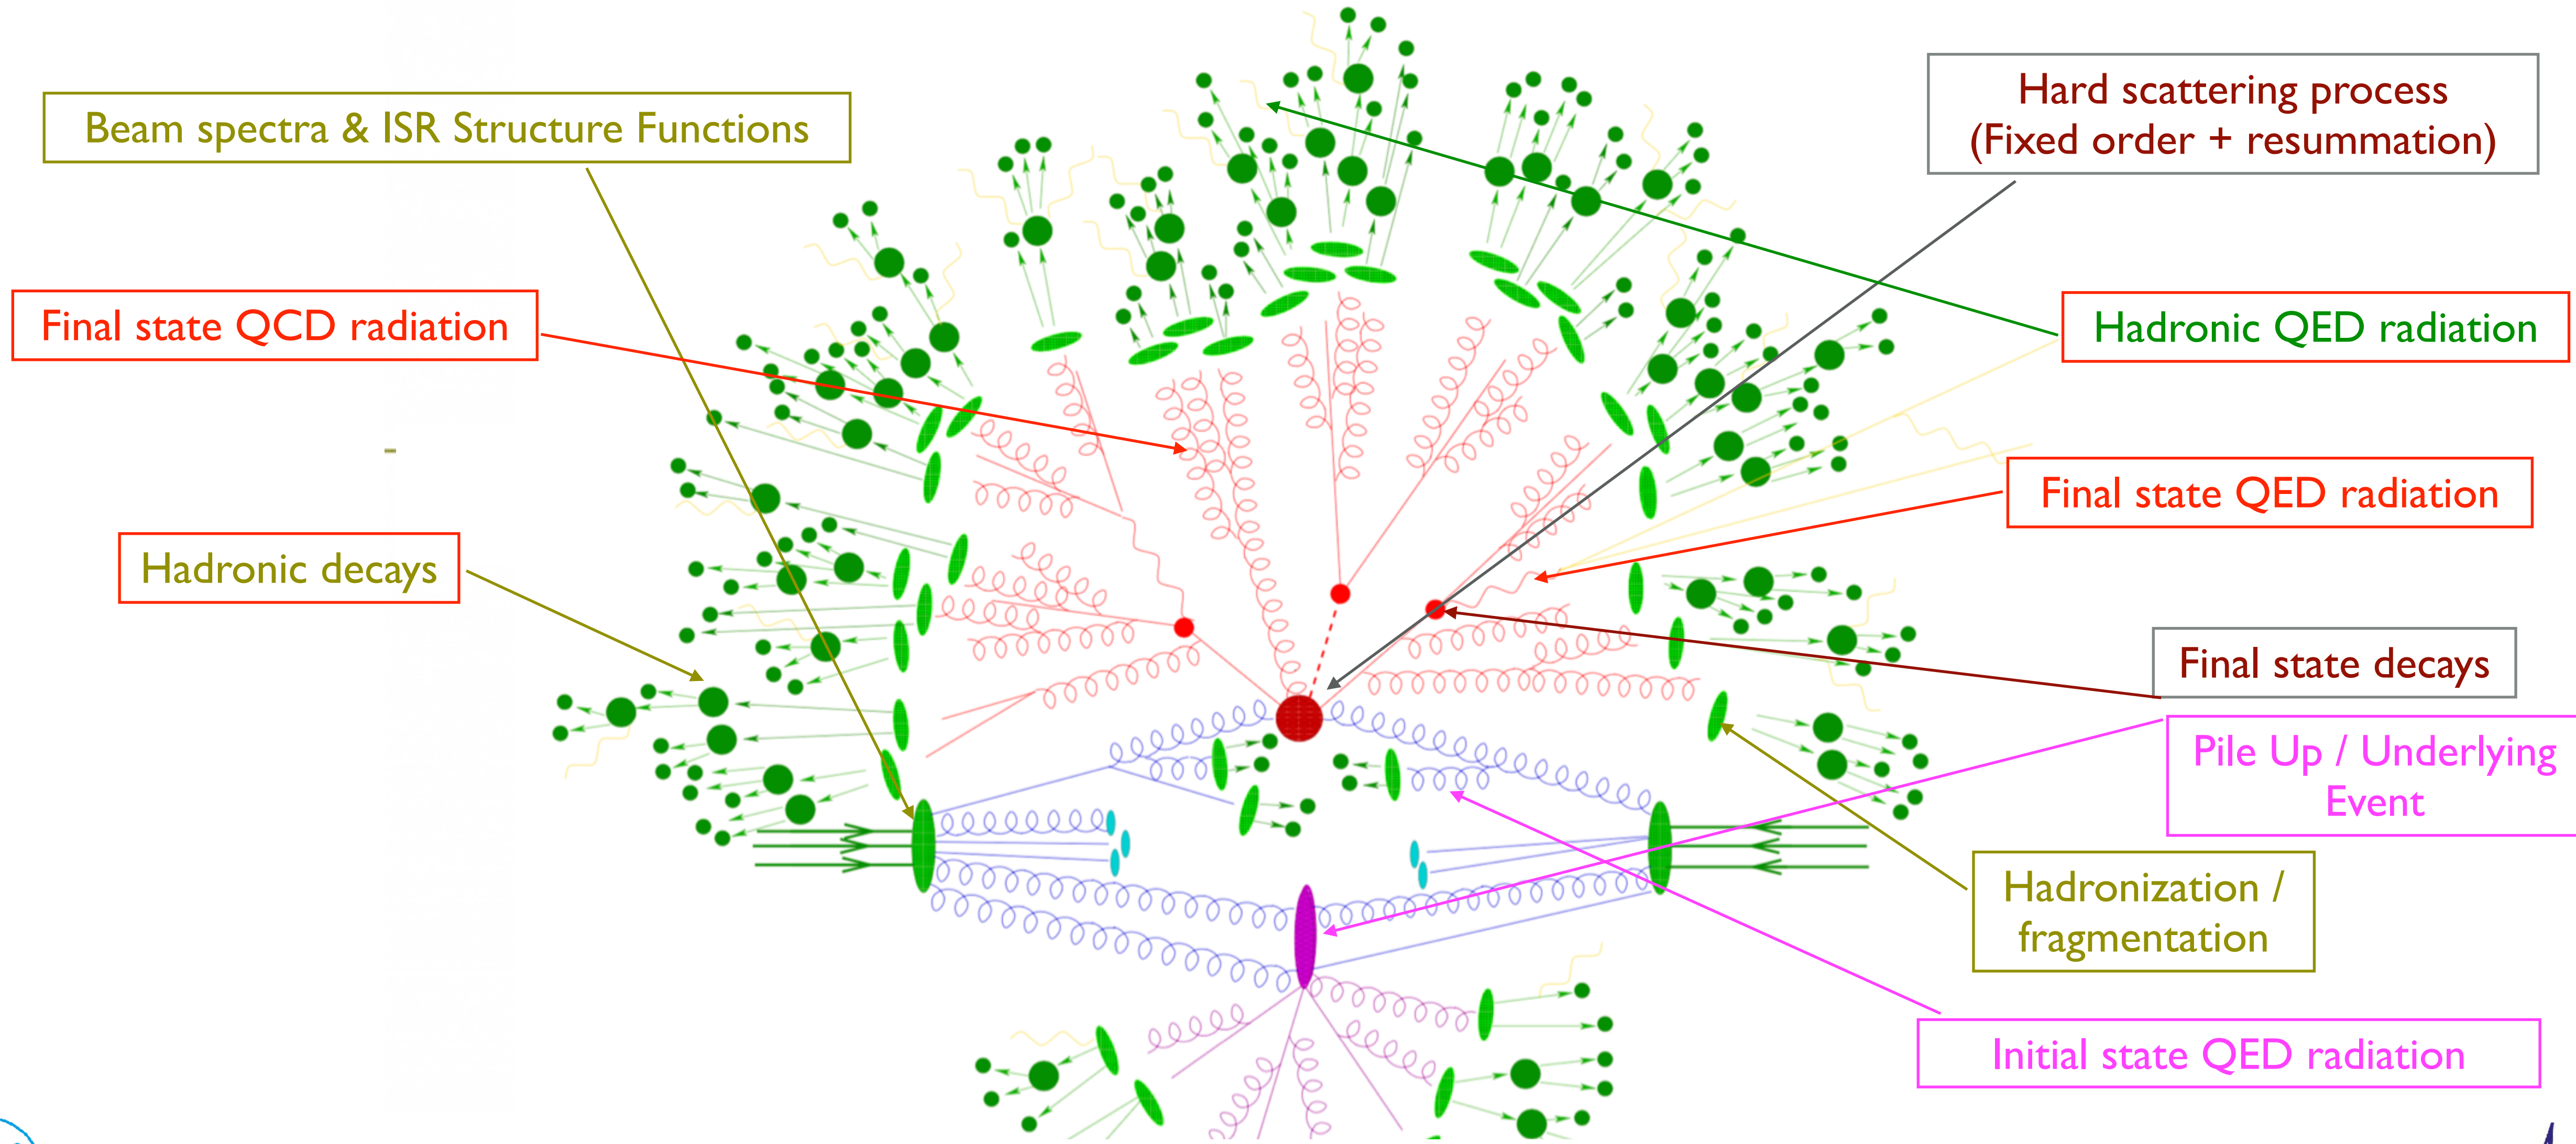 Beam spectra & ISR Structure Functions
Hard scattering process
(Fixed order + resummation)
Final state QCD radiation
Hadronic QED radiation
Final state QED radiation
Hadronic decays
Final state decays
Pile Up / Underlying
Event
Hadronization /
fragmentation
Initial state QED radiation